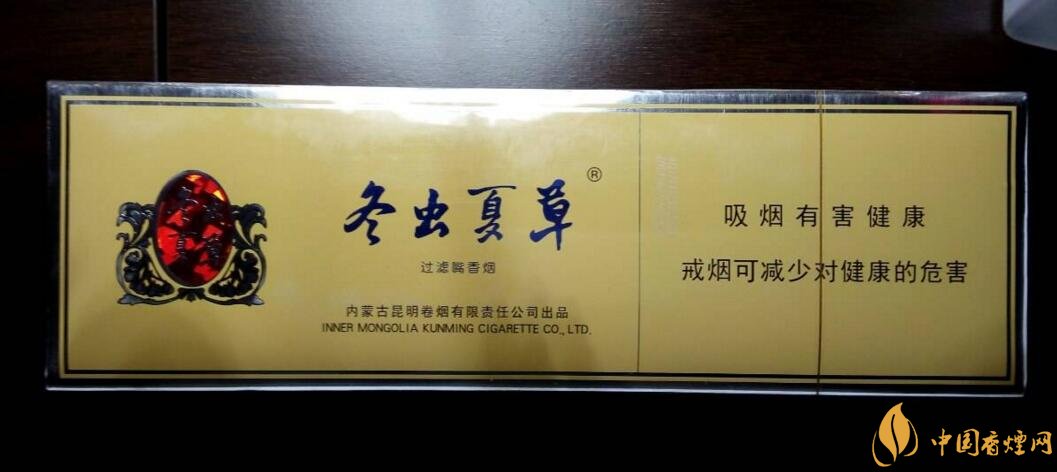 冬虫夏草®
过滤嘴香烟
内蒙古昆明卷烟有限责任公司出品
INNER MONGOLIA KUNMING CIGARETTE CO., LTD.
吸烟有害健康
戒烟可减少对健康的危害
中国香煙网